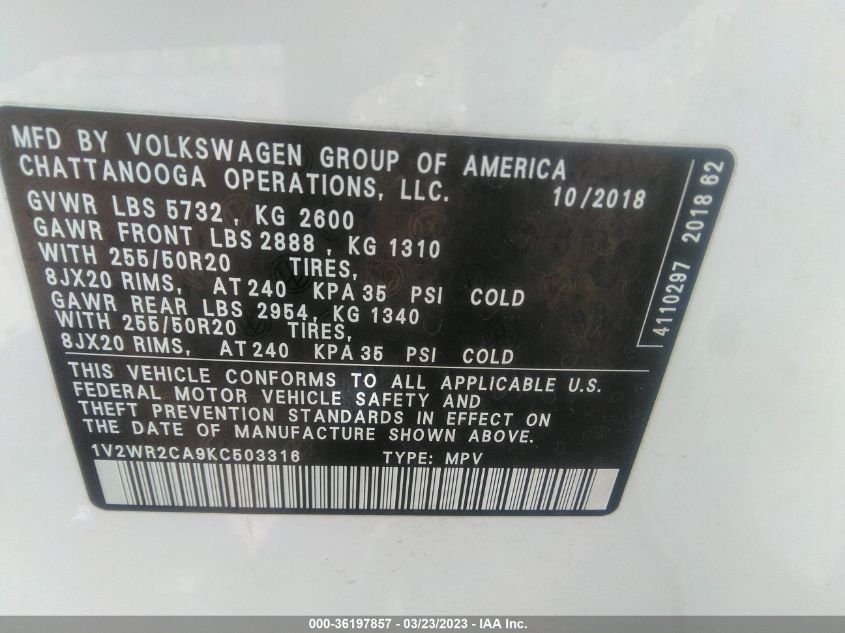 MFD BY VOLKSWAGEN GROUP OF AMERICA
CHATTANOOGA OPERATIONS, LLC. 10/2018
GVWR LBS 5732, KG 2600
GAWR FRONT LBS 2888, KG 1310
WITH 255/50R20 TIRES,
8JX20 RIMS, AT 240 KPA 35 PSI COLD
GAWR REAR LBS 2954, KG 1340
WITH 255/50R20 TIRES,
8JX20 RIMS, AT 240 KPA 35 PSI COLD
4110297 2018 62
THIS VEHICLE CONFORMS TO ALL APPLICABLE U.S.
FEDERAL MOTOR VEHICLE SAFETY AND
THEFT PREVENTION STANDARDS IN EFFECT ON
THE DATE OF MANUFACTURE SHOWN ABOVE.
1V2WR2CA9KC503316 TYPE: MPV
000-36197857 - 03/23/2023 - IAA Inc.